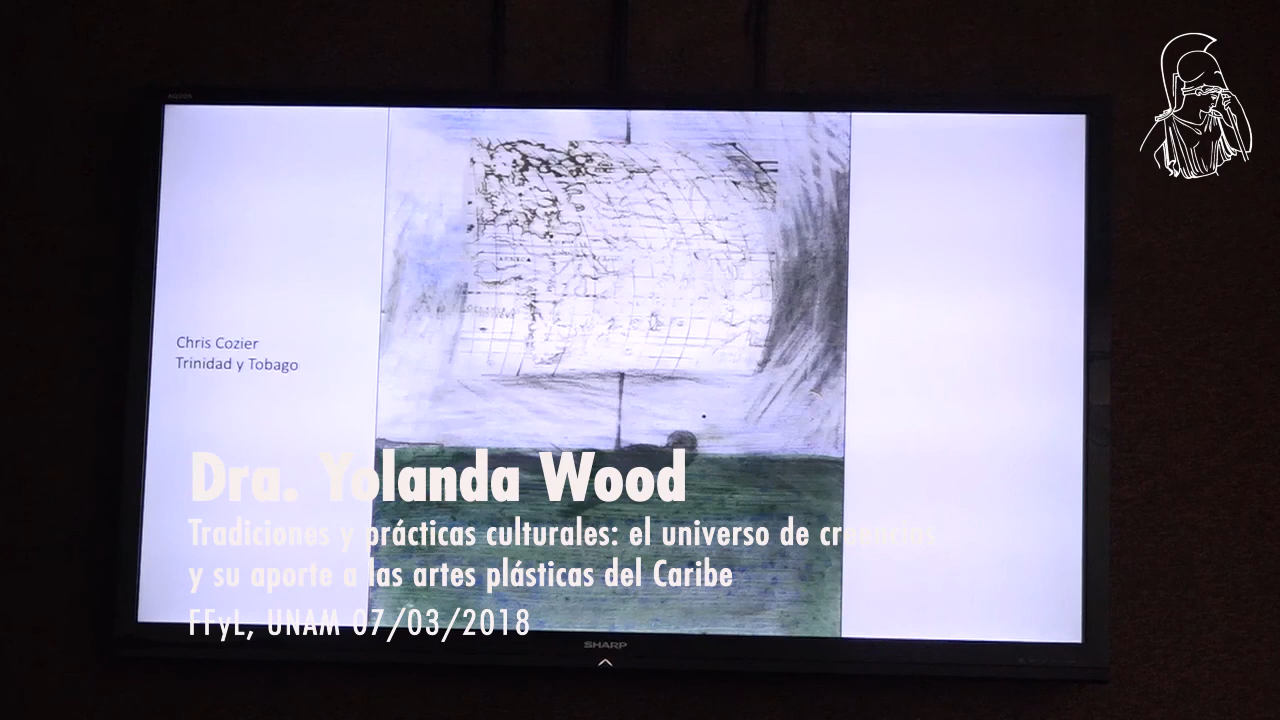 Chris Cozier
Trinidad y Tobago
Dra. Yolanda Wood
Tradiciones y prácticas culturales: el universo de creencias
y su aporte a las artes plásticas del Caribe
FFyL, UNAM 07/03/2018
SHARP